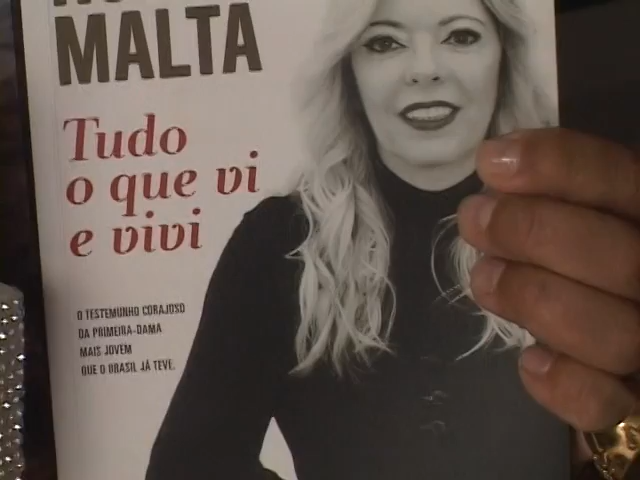 MALTA
Tudo
o que vi
e vivi
O TESTEMUNHO CORAJOSO
DA PRIMEIRA-DAMA
MAIS JOVEM
QUE O BRASIL JÁ TEVE.